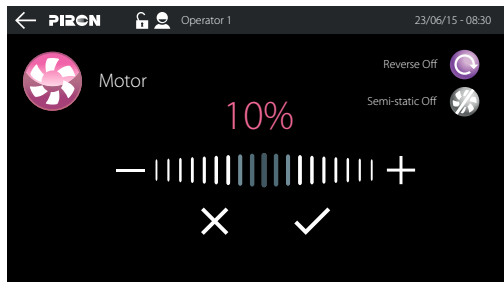 PIRON Operator 1 23/06/15 - 08:30
Reverse Off
Motor
Semi-static Off
10%